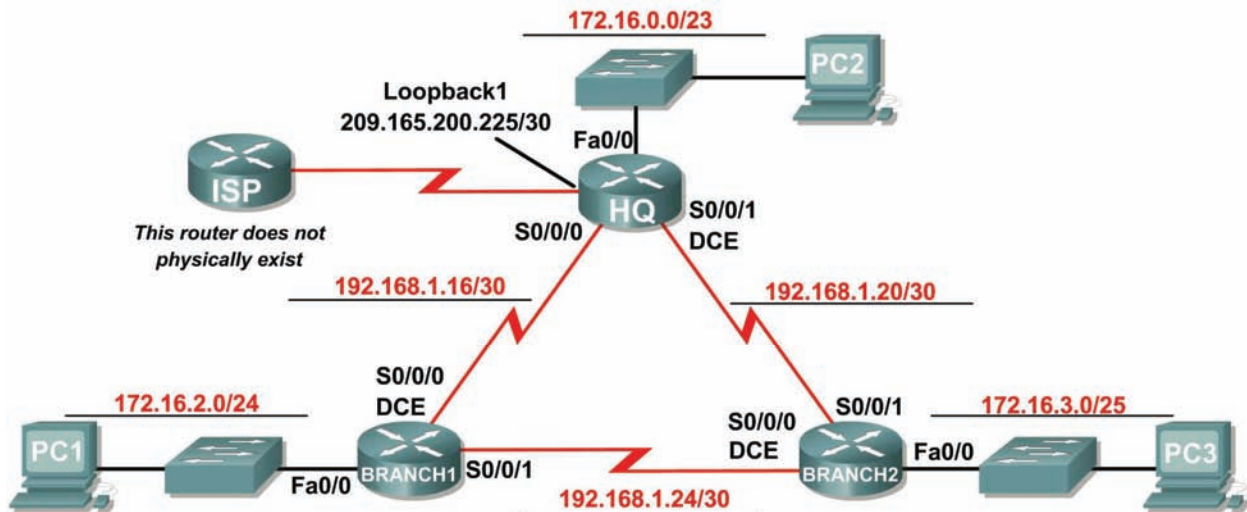 172.16.0.0/23
PC2
Loopback1
209.165.200.225/30
Fa0/0
ISP
HQ
This router does not
physically exist
S0/0/0
S0/0/1
DCE
192.168.1.16/30
192.168.1.20/30
S0/0/0
DCE
172.16.2.0/24
S0/0/0
DCE
S0/0/1
172.16.3.0/25
PC1
Fa0/0
BRANCH1
S0/0/1
BRANCH2
Fa0/0
PC3
192.168.1.24/30